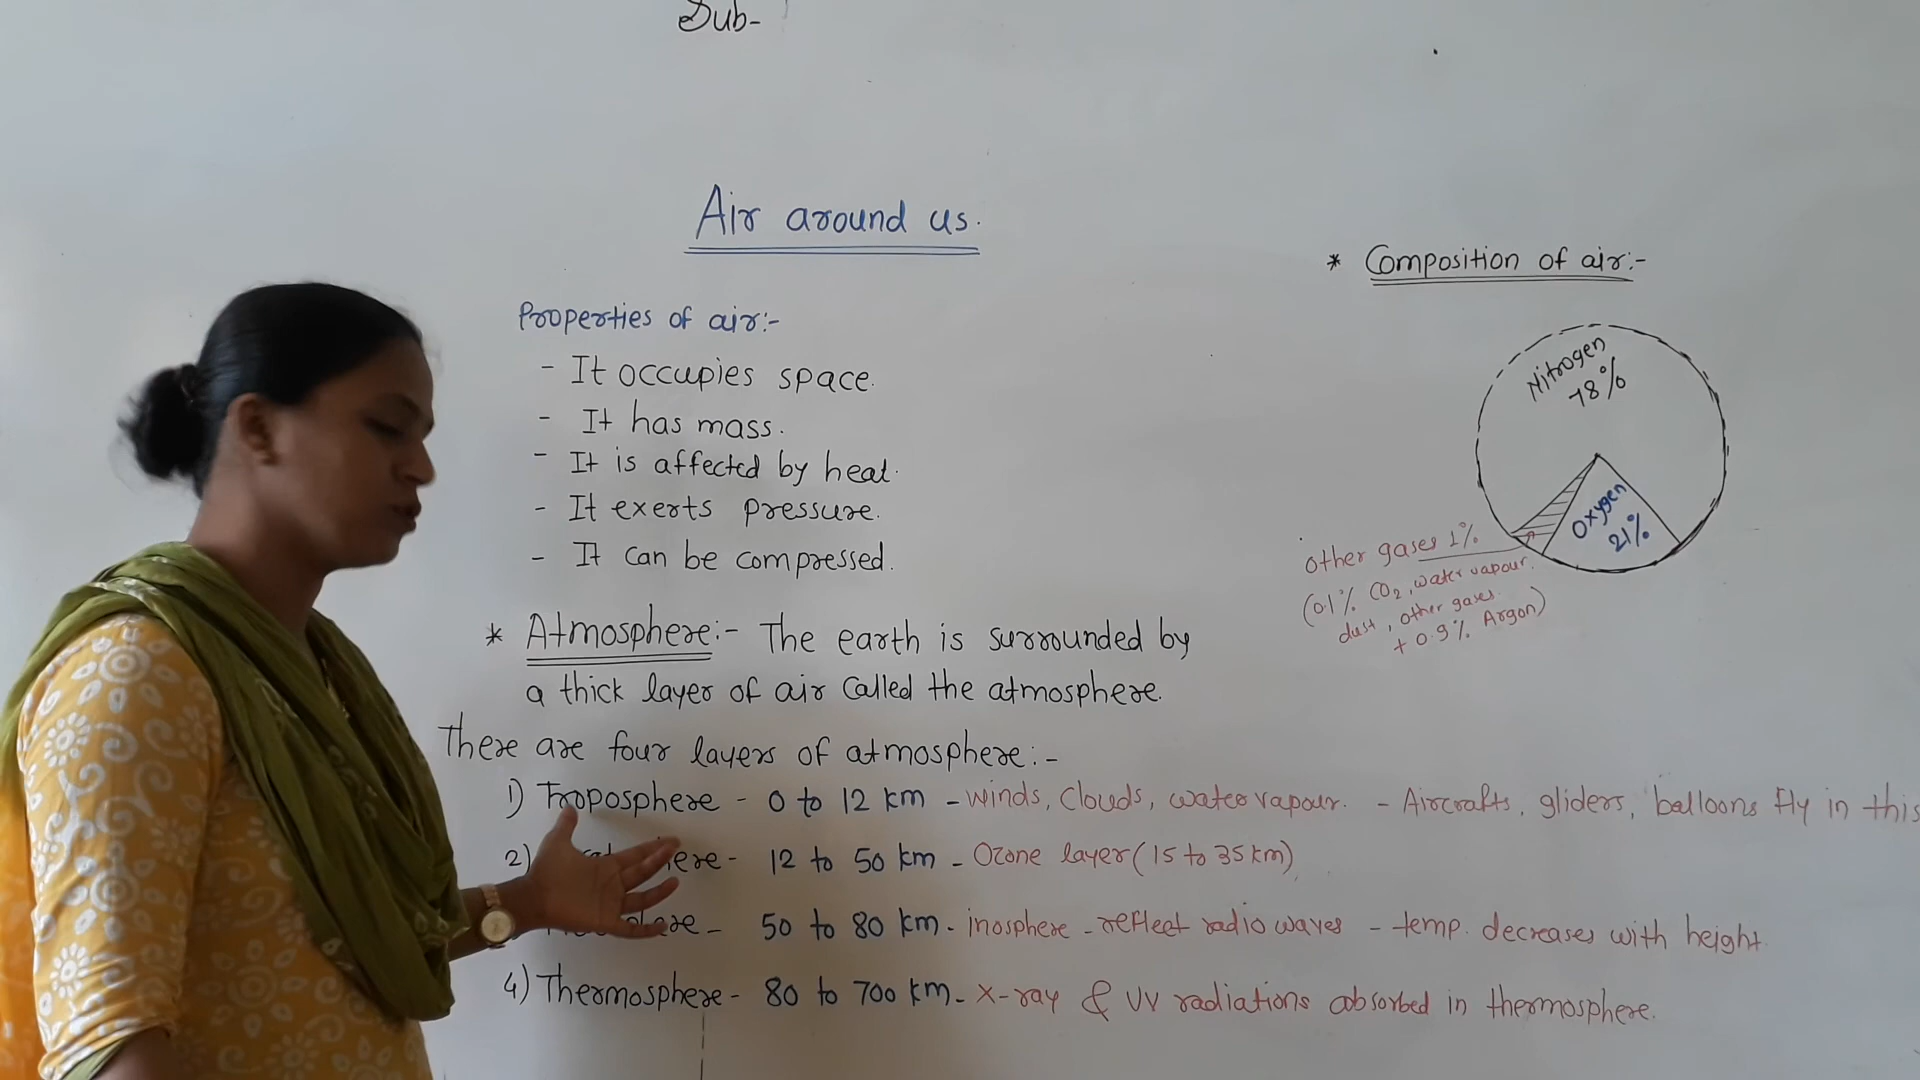 Sub-
Air around us.
Properties of air:-
- It occupies space.
- It has mass.
- It is affected by heat.
- It exerts pressure.
- It can be compressed.
* Atmosphere:- The earth is surrounded by
a thick layer of air called the atmosphere.
There are four layers of atmosphere:-
1) Troposphere - 0 to 12 km - winds, clouds, water vapour. - Aircrafts, gliders, balloons fly in this
2) - 12 to 50 km - Ozone layer (15 to 35 km)
- 50 to 80 km - inosphere - reflect radio waves - temp. decreases with height.
4) Thermosphere - 80 to 700 km - x-ray & UV radiations absorbed in thermosphere.
* Composition of air:-
Nitrogen
78%
Oxygen
21%
other gases 1%
(0.1% CO2, water vapour.
dust, other gases.
+ 0.9% Argon)